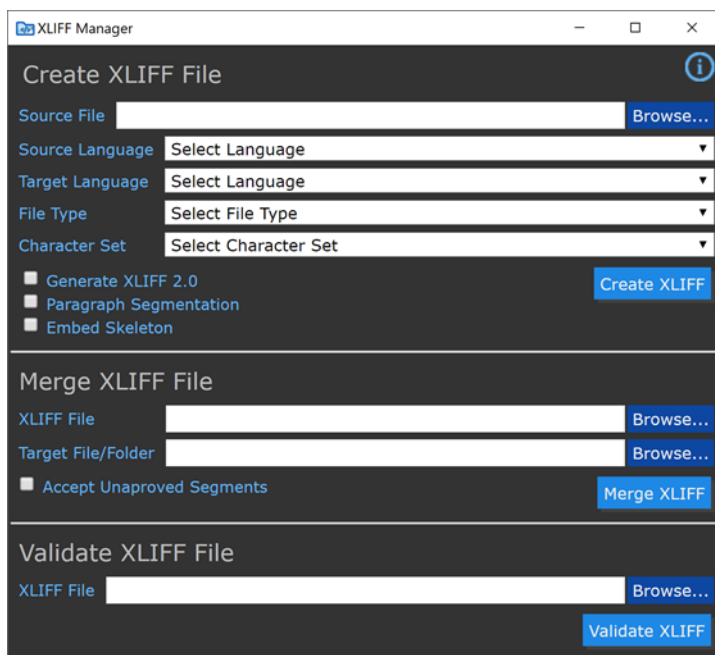 XLIFF Manager
Create XLIFF File
Source File Browse...
Source Language Select Language
Target Language Select Language
File Type Select File Type
Character Set Select Character Set
Generate XLIFF 2.0 Create XLIFF
Paragraph Segmentation
Embed Skeleton
Merge XLIFF File
XLIFF File Browse...
Target File/Folder Browse...
Accept Unaproved Segments Merge XLIFF
Validate XLIFF File
XLIFF File Browse...
Validate XLIFF